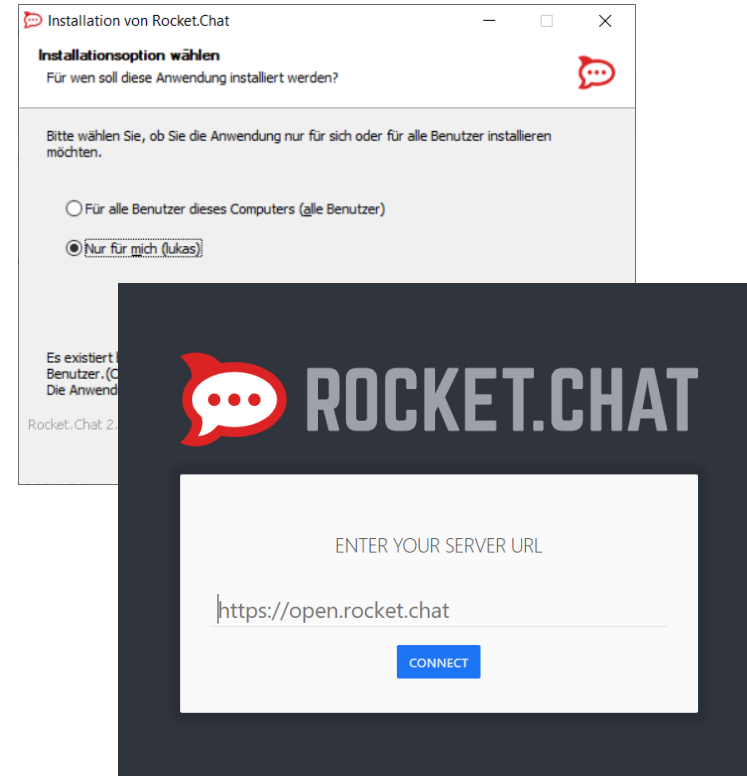 Installation von Rocket.Chat
Installationsoption wählen
Für wen soll diese Anwendung installiert werden?
Bitte wählen Sie, ob Sie die Anwendung nur für sich oder für alle Benutzer installieren
möchten.
Für alle Benutzer dieses Computers (alle Benutzer)
Nur für mich (lukas)
Es existiert
Benutzer.(C
Die Anwend
Rocket.Chat 2.
ROCKET.CHAT
ENTER YOUR SERVER URL
https://open.rocket.chat
CONNECT